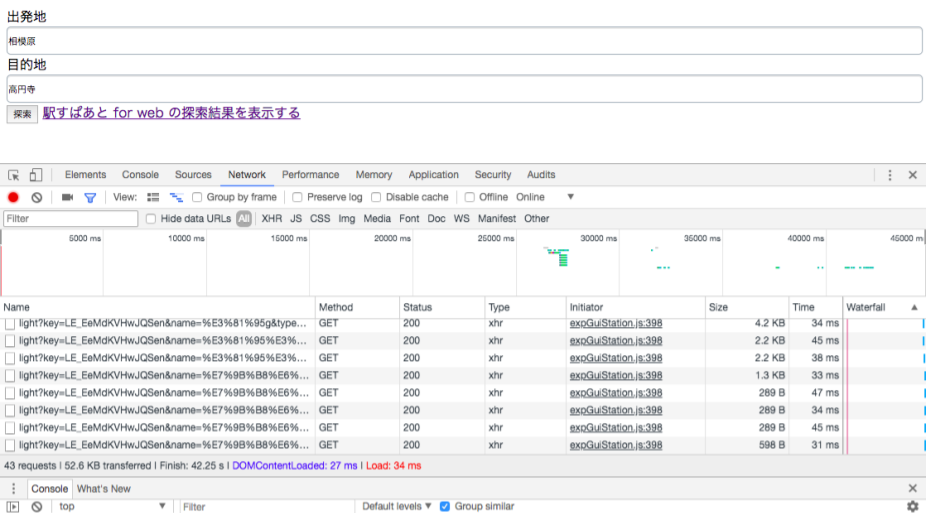 出発地
相模原
目的地
高円寺
探索 駅すぱあと for web の探索結果を表示する
Elements Console Sources Network Performance Memory Application Security Audits
View: Group by frame Preserve log Disable cache Offline Online
Filter Hide data URLs All XHR JS CSS Img Media Font Doc WS Manifest Other
5000 ms 10000 ms 15000 ms 20000 ms 25000 ms 30000 ms 35000 ms 40000 ms 45000 m
Name Method Status Type Initiator Size Time Waterfall
light?key=LE_EeMdKVHwJQSen&name=%E3%81%95g&type... GET 200 xhr expGuiStation.js:398 4.2 KB 34 ms
light?key=LE_EeMdKVHwJQSen&name=%E3%81%95%E3%... GET 200 xhr expGuiStation.js:398 2.2 KB 45 ms
light?key=LE_EeMdKVHwJQSen&name=%E3%81%95%E3%... GET 200 xhr expGuiStation.js:398 2.2 KB 38 ms
light?key=LE_EeMdKVHwJQSen&name=%E7%9B%B8%E6%... GET 200 xhr expGuiStation.js:398 1.3 KB 33 ms
light?key=LE_EeMdKVHwJQSen&name=%E7%9B%B8%E6%... GET 200 xhr expGuiStation.js:398 289 B 47 ms
light?key=LE_EeMdKVHwJQSen&name=%E7%9B%B8%E6%... GET 200 xhr expGuiStation.js:398 289 B 34 ms
light?key=LE_EeMdKVHwJQSen&name=%E7%9B%B8%E6%... GET 200 xhr expGuiStation.js:398 289 B 45 ms
light?key=LE_EeMdKVHwJQSen&name=%E7%9B%B8%E6%... GET 200 xhr expGuiStation.js:398 598 B 31 ms
43 requests | 52.6 KB transferred | Finish: 42.25 s | DOMContentLoaded: 27 ms | Load: 34 ms
Console What's New
top Filter Default levels Group similar